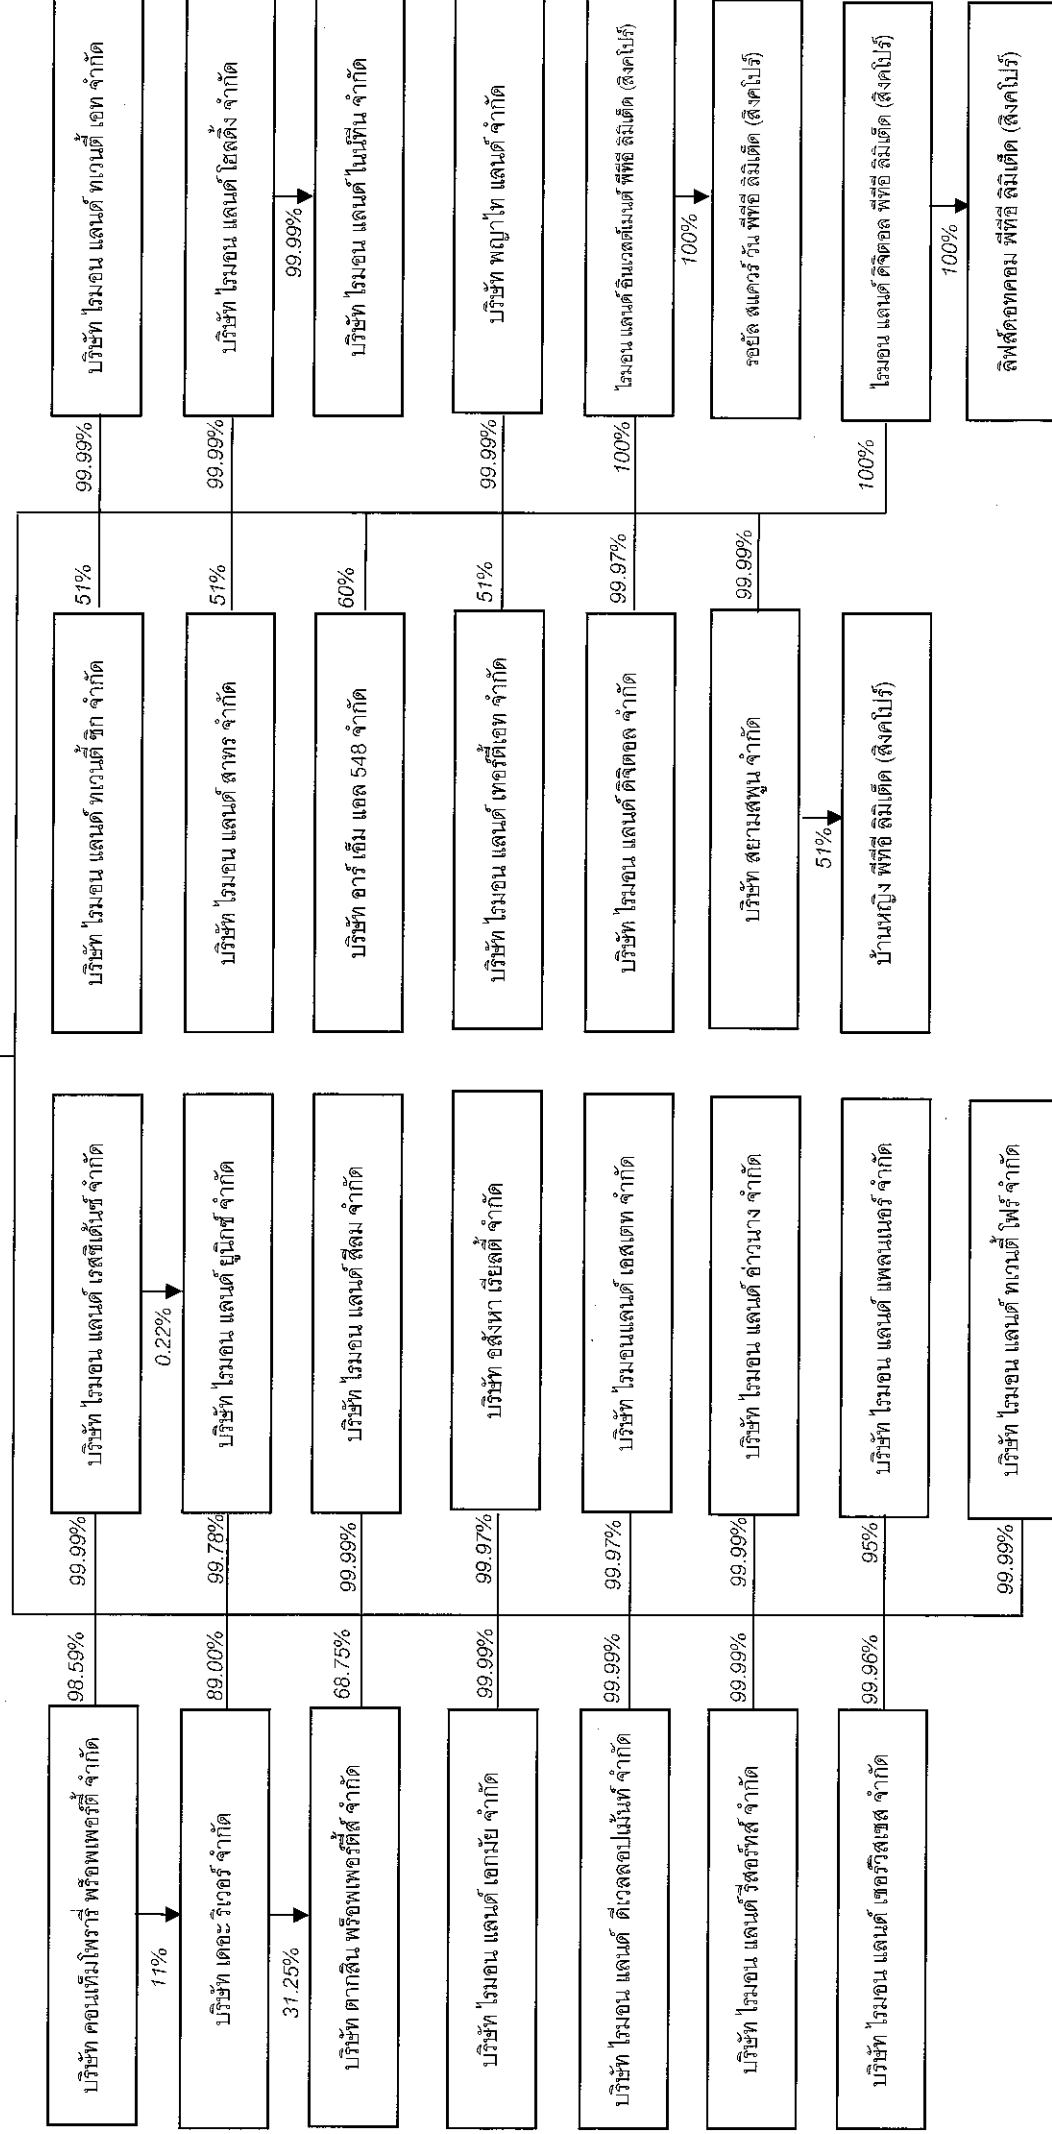 บริษัท คอนเท็มโพรารี่ พร็อพเพอร์ตี้ จำกัด
98.59%
99.99%
บริษัท ไรมอน แลนด์ เรสซิเด้นซ์ จำกัด
บริษัท ไรมอน แลนด์ ทเวนตี้ ซิก จำกัด
51%
99.99%
บริษัท ไรมอน แลนด์ ทเวนตี้ เอท จำกัด
11%
0.22%
บริษัท เดอะ ริเวอร์ จำกัด
89.00%
99.78%
บริษัท ไรมอน แลนด์ ยูนิกซ์ จำกัด
บริษัท ไรมอน แลนด์ สาทร จำกัด
51%
99.99%
บริษัท ไรมอน แลนด์ โฮลดิ้ง จำกัด
31.25%
99.99%
บริษัท ตากสิน พร็อพเพอร์ตี้ส์ จำกัด
68.75%
99.99%
บริษัท ไรมอน แลนด์ สีลม จำกัด
บริษัท อาร์ เอ็ม แอล 548 จำกัด
60%
บริษัท ไรมอน แลนด์ ไนน์ทีน จำกัด
บริษัท ไรมอน แลนด์ เอกมัย จำกัด
99.99%
99.97%
บริษัท อสังหา เรียลตี้ จำกัด
บริษัท ไรมอน แลนด์ เทอร์ตี้เอท จำกัด
51%
99.99%
บริษัท พญาไท แลนด์ จำกัด
บริษัท ไรมอน แลนด์ ดีเวลลอปเม้นท์ จำกัด
99.99%
99.97%
บริษัท ไรมอนแลนด์ เอสเตท จำกัด
บริษัท ไรมอน แลนด์ ดิจิตอล จำกัด
99.97%
100%
ไรมอน แลนด์ อินเวสต์เมนต์ พีทีอี ลิมิเต็ด (สิงคโปร์)
100%
บริษัท ไรมอน แลนด์ รีสอร์ทส์ จำกัด
99.99%
99.99%
บริษัท ไรมอน แลนด์ อ่าวนาง จำกัด
บริษัท สยามสพูน จำกัด
99.99%
รอยัล สแควร์ วัน พีทีอี ลิมิเต็ด (สิงคโปร์)
51%
บริษัท ไรมอน แลนด์ เซอร์วิสเซส จำกัด
99.96%
95%
บริษัท ไรมอน แลนด์ แพลนเนอร์ จำกัด
บ้านหญิง พีทีอี ลิมิเต็ด (สิงคโปร์)
100%
ไรมอน แลนด์ ดิจิตอล พีทีอี ลิมิเต็ด (สิงคโปร์)
100%
99.99%
บริษัท ไรมอน แลนด์ ทเวนตี้ โฟร์ จำกัด
ลิฟส์ดอทคอม พีทีอี ลิมิเต็ด (สิงคโปร์)